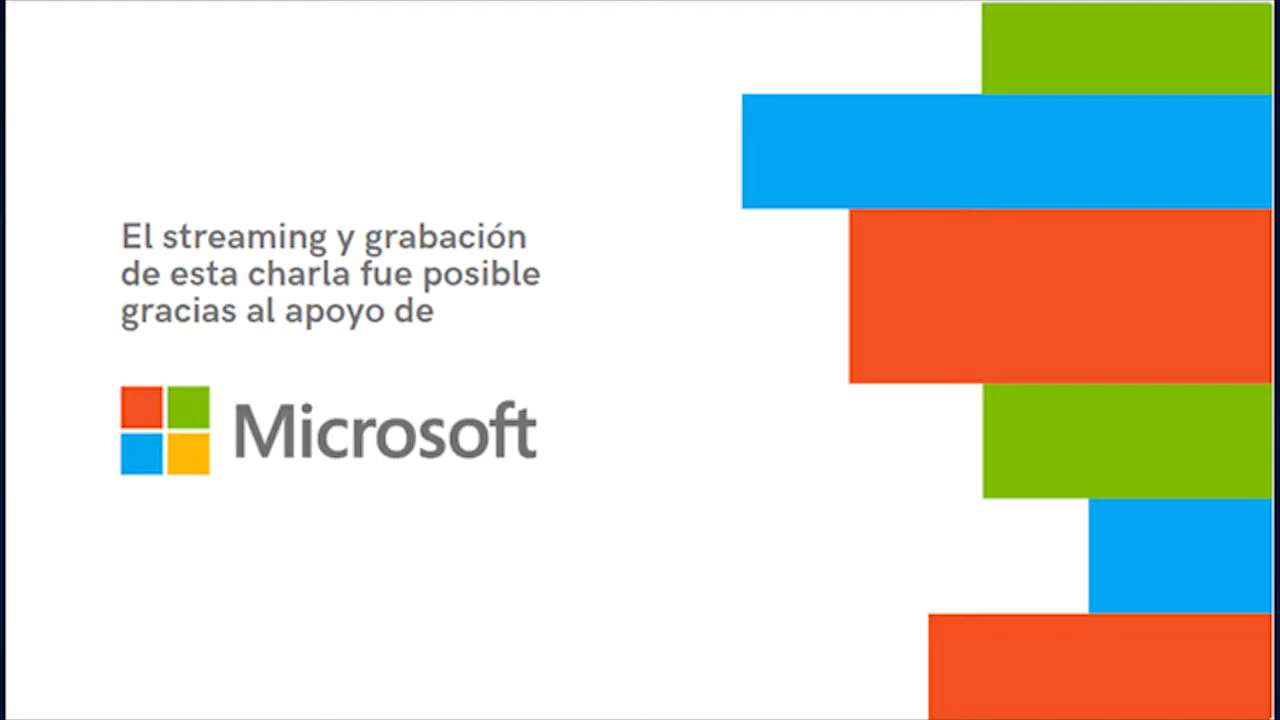 El streaming y grabación
de esta charla fue posible
gracias al apoyo de
Microsoft